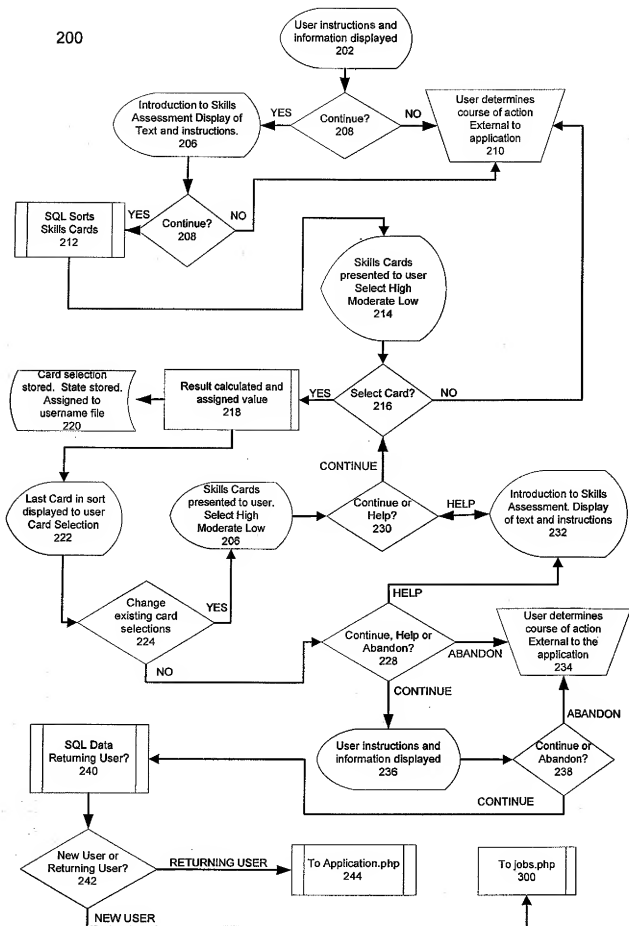 200
User instructions and
information displayed
202
Introduction to Skills
Assessment Display of
Text and instructions.
206
YES
Continue?
208
NO
User determines
course of action
External to
application
210
SQL Sorts
Skills Cards
212
YES
Continue?
208
NO
Skills Cards
presented to user
Select High
Moderate Low
214
Card selection
stored. State stored.
Assigned to
username file
220
Result calculated and
assigned value
218
YES
Select Card?
216
NO
CONTINUE
Last Card in sort
displayed to user
Card Selection
222
Skills Cards
presented to user.
Select High
Moderate Low
206
Continue or
Help?
230
HELP
Introduction to Skills
Assessment. Display
of text and instructions
232
Change
existing card
selections
224
YES
NO
HELP
Continue, Help or
Abandon?
228
ABANDON
User determines
course of action
External to the
application
234
CONTINUE
ABANDON
SQL Data
Returning User?
240
User Instructions and
information displayed
236
Continue or
Abandon?
238
CONTINUE
New User or
Returning User?
242
RETURNING USER
To Application.php
244
To jobs.php
300
NEW USER